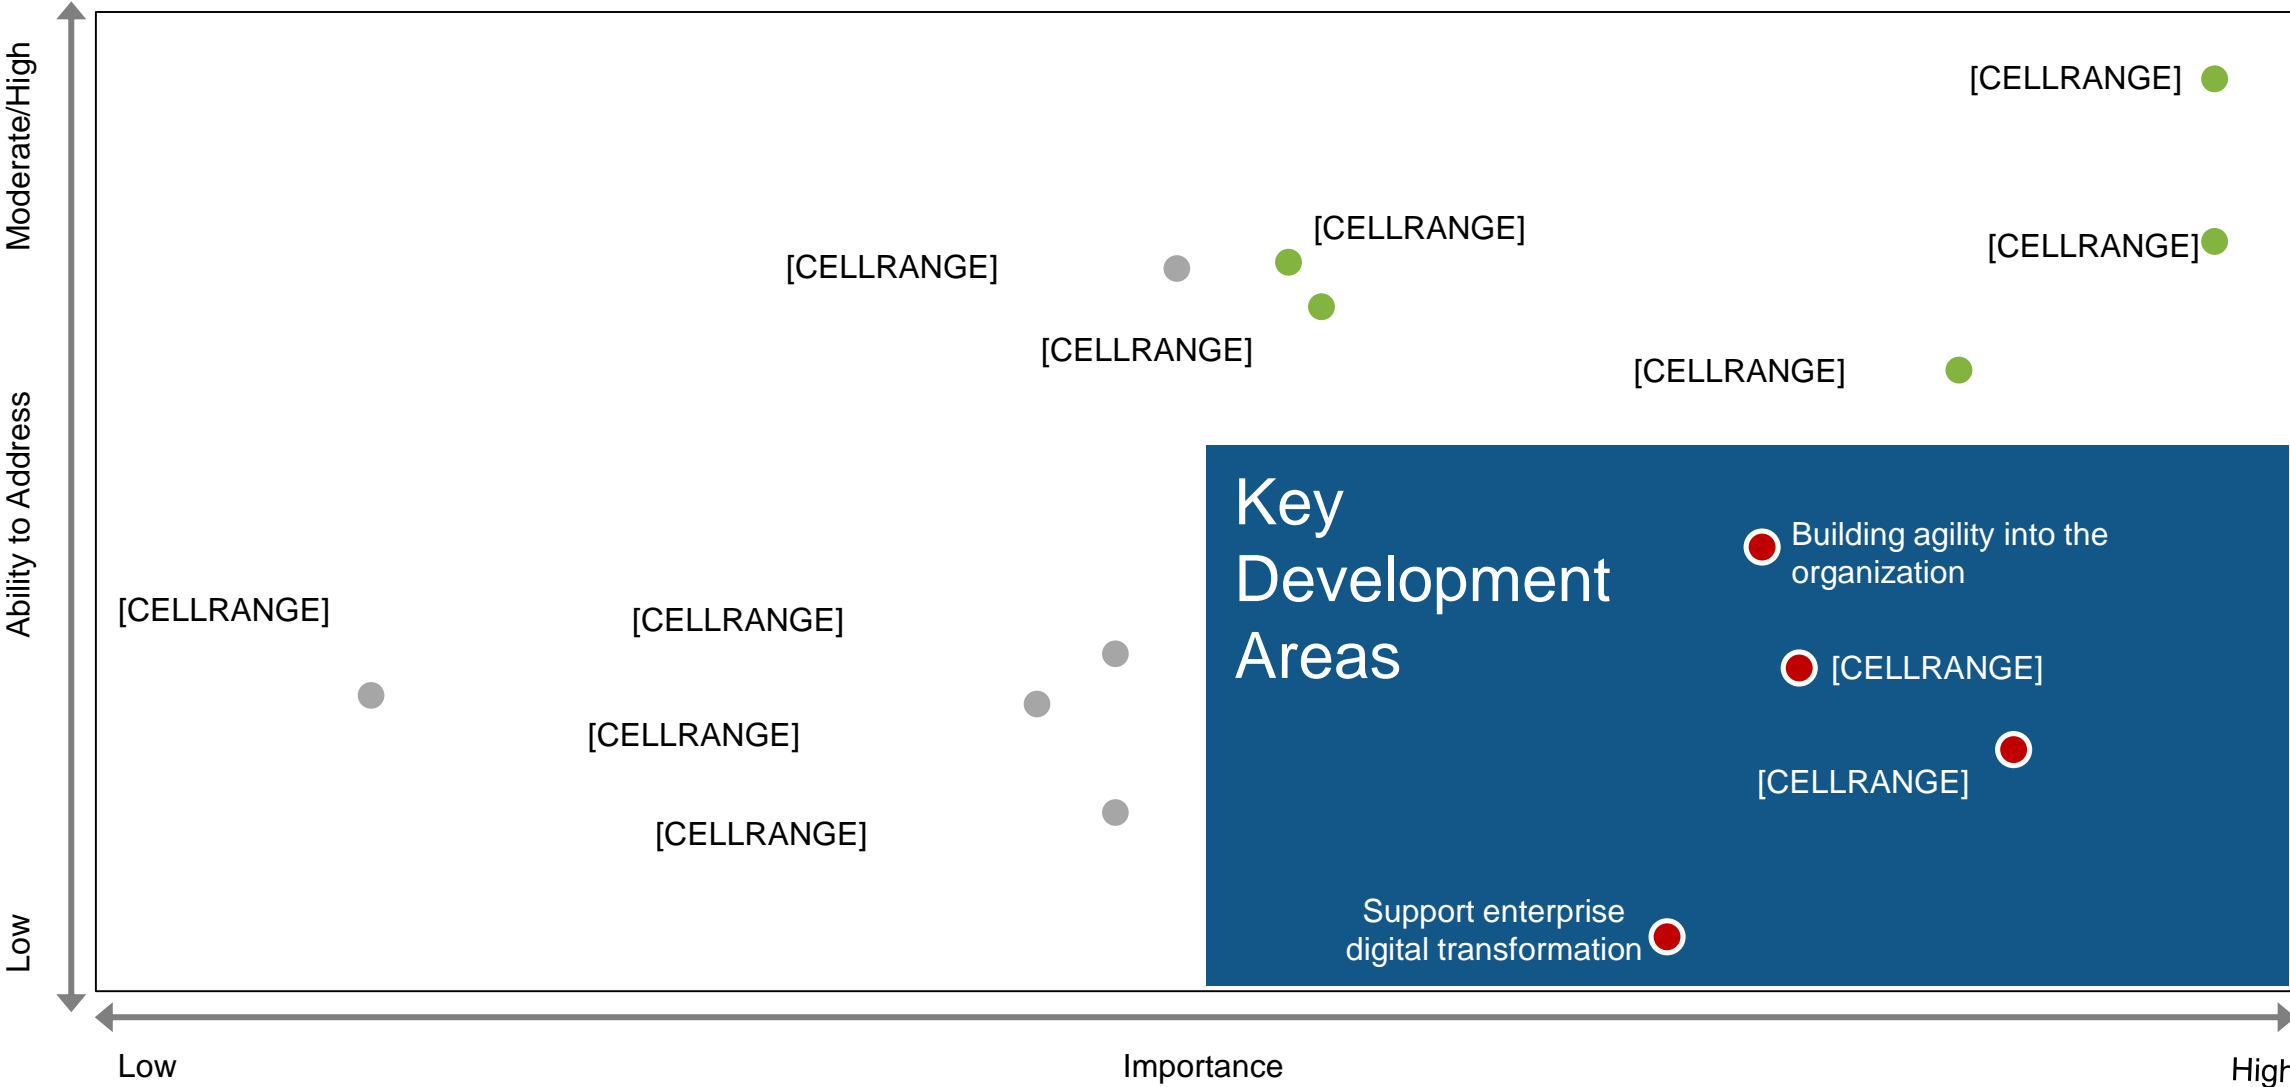 Moderate/High
Ability to Address
Low
[CELLRANGE]
[CELLRANGE]
[CELLRANGE]
[CELLRANGE]
[CELLRANGE]
[CELLRANGE]
Key
Development
Areas
Building agility into the
organization
[CELLRANGE]
[CELLRANGE]
Support enterprise
digital transformation
[CELLRANGE]
[CELLRANGE]
[CELLRANGE]
[CELLRANGE]
Low
Importance
High